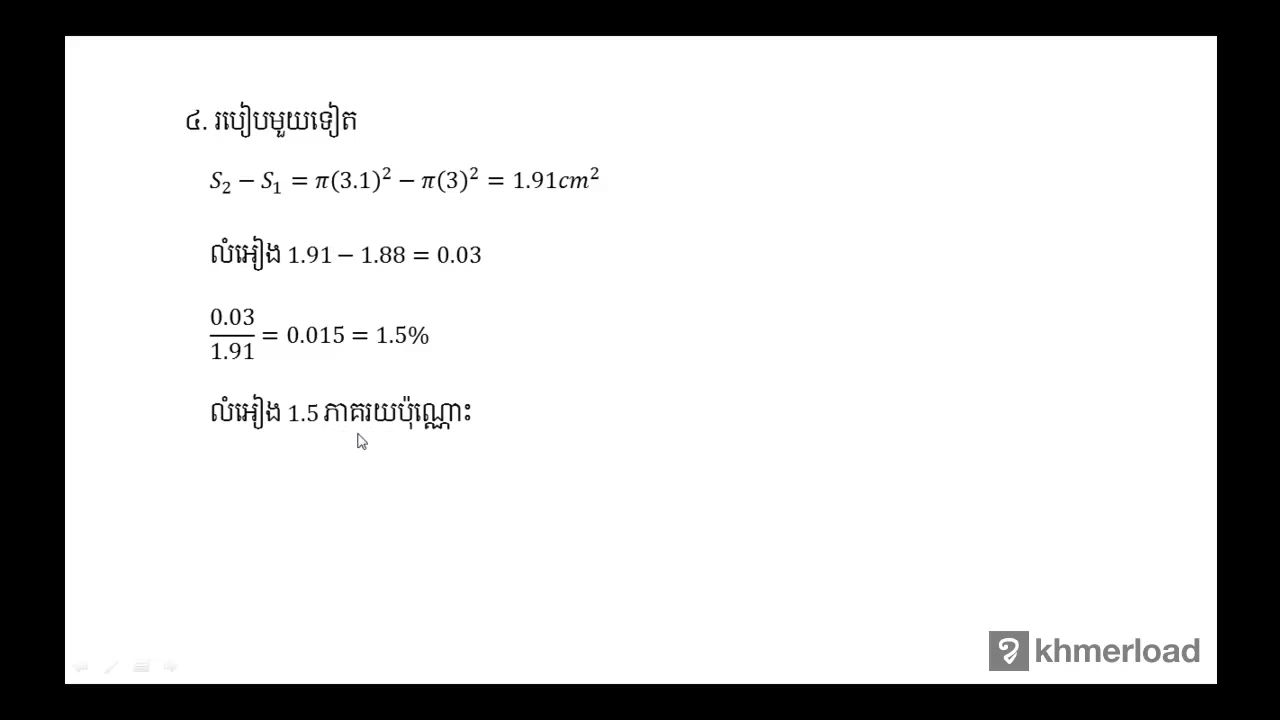 ៤. របៀបមួយទៀត
S₂ − S₁ = π(3.1)² − π(3)² = 1.91cm²
លំអៀង 1.91 − 1.88 = 0.03
0.03/1.91 = 0.015 = 1.5%
លំអៀង 1.5 ភាគរយប៉ុណ្ណោះ
khmerload